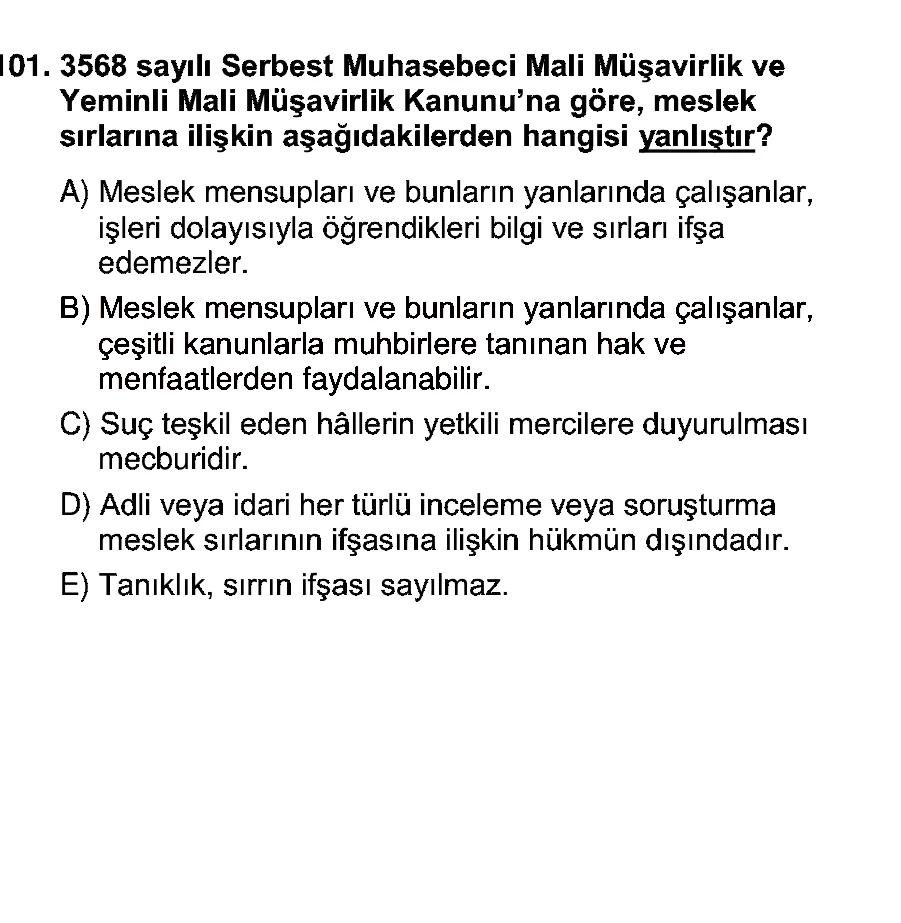 101. 3568 sayılı Serbest Muhasebeci Mali Müşavirlik ve
Yeminli Mali Müşavirlik Kanunu’na göre, meslek
sırlarına ilişkin aşağıdakilerden hangisi yanlıştır?
A) Meslek mensupları ve bunların yanlarında çalışanlar,
işleri dolayısıyla öğrendikleri bilgi ve sırları ifşa
edemezler.
B) Meslek mensupları ve bunların yanlarında çalışanlar,
çeşitli kanunlarla muhbirlere tanınan hak ve
menfaatlerden faydalanabilir.
C) Suç teşkil eden hâllerin yetkili mercilere duyurulması
mecburidir.
D) Adli veya idari her türlü inceleme veya soruşturma
meslek sırlarının ifşasına ilişkin hükmün dışındadır.
E) Tanıklık, sırrın ifşası sayılmaz.